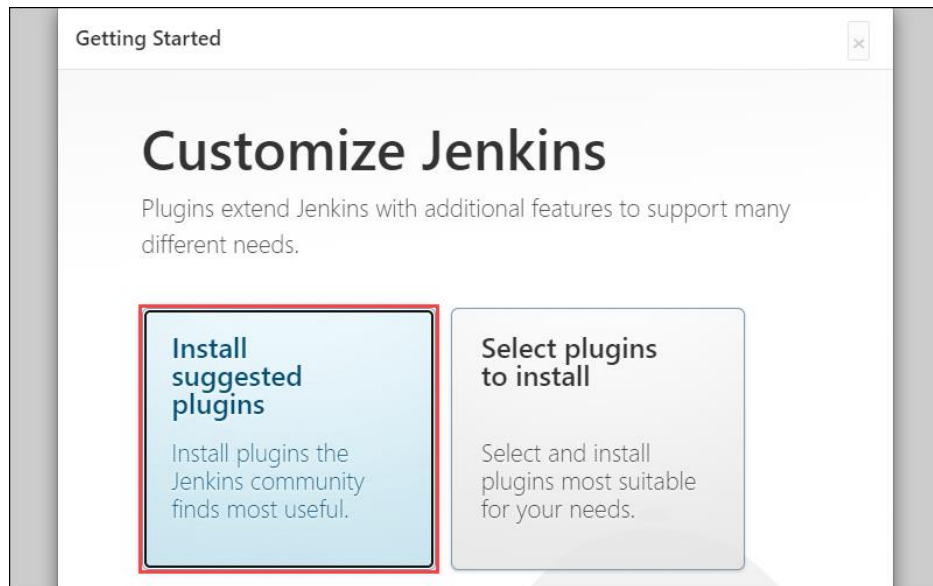 Getting Started
×
Customize Jenkins
Plugins extend Jenkins with additional features to support many
different needs.
Install
suggested
plugins
Install plugins the
Jenkins community
finds most useful.
Select plugins
to install
Select and install
plugins most suitable
for your needs.